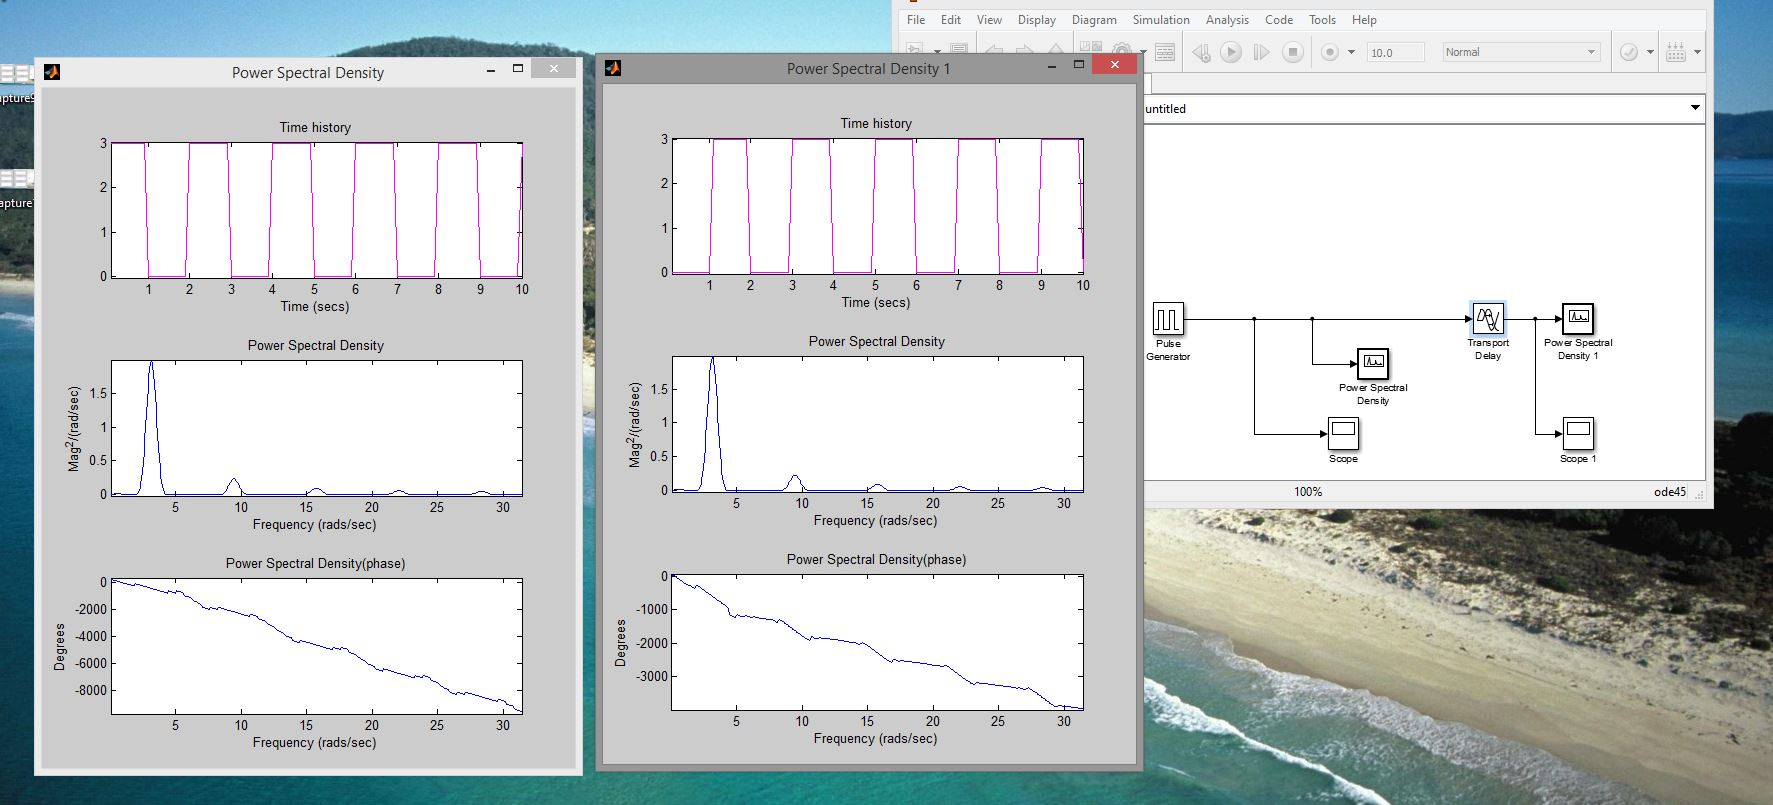 File Edit View Display Diagram Simulation Analysis Code Tools Help
10.0 Normal
untitled
Power Spectral Density
Time history
3
2
1
0
1 2 3 4 5 6 7 8 9 10
Time (secs)
Power Spectral Density
Mag²/(rad/sec)
1.5
1
0.5
0
5 10 15 20 25 30
Frequency (rads/sec)
Power Spectral Density(phase)
Degrees
0
-2000
-4000
-6000
-8000
5 10 15 20 25 30
Frequency (rads/sec)
Power Spectral Density 1
Time history
3
2
1
0
1 2 3 4 5 6 7 8 9 10
Time (secs)
Power Spectral Density
Mag²/(rad/sec)
1.5
1
0.5
0
5 10 15 20 25 30
Frequency (rads/sec)
Power Spectral Density(phase)
Degrees
0
-1000
-2000
-3000
5 10 15 20 25 30
Frequency (rads/sec)
Pulse
Generator
Transport
Delay
Power Spectral
Density 1
Power Spectral
Density
Scope
Scope 1
100%
ode45